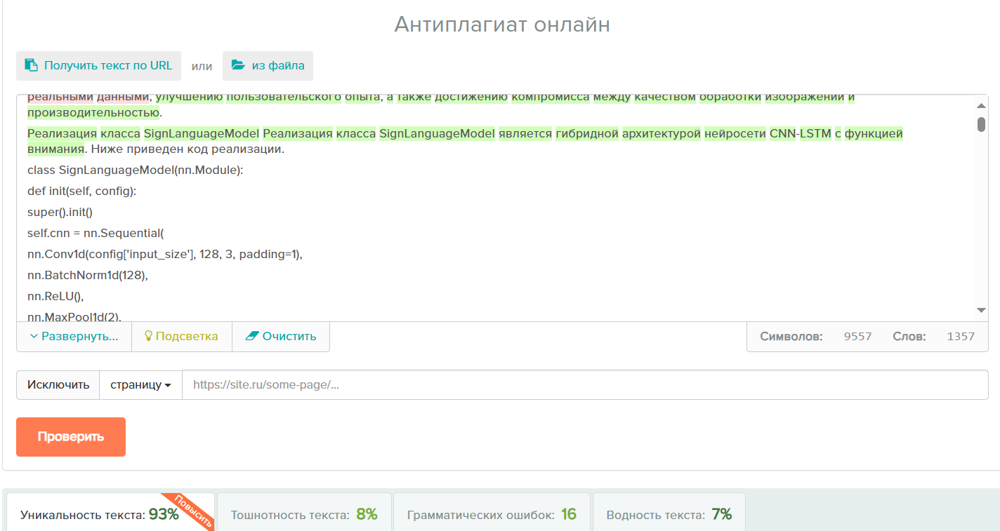 Антиплагиат онлайн
Получить текст по URL или из файла
реальными данными, улучшению пользовательского опыта, а также достижению компромисса между качеством обработки изображений и
производительностью.
Реализация класса SignLanguageModel Реализация класса SignLanguageModel является гибридной архитектурой нейросети CNN-LSTM с функцией
внимания. Ниже приведен код реализации.
class SignLanguageModel(nn.Module):
def init(self, config):
super().init()
self.cnn = nn.Sequential(
nn.Conv1d(config['input_size'], 128, 3, padding=1),
nn.BatchNorm1d(128),
nn.ReLU(),
nn.MaxPool1d(2),
Развернуть... Подсветка Очистить Символов: 9557 Слов: 1357
Исключить страницу https://site.ru/some-page/...
Проверить
Уникальность текста: 93% Повысить Тошнотность текста: 8% Грамматических ошибок: 16 Водность текста: 7%